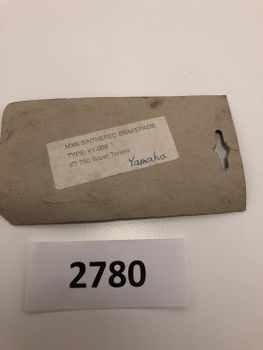 MXN SINTHERED BRAKEPADS
TYPE: K1-009
XT 750 Super Tenere
Yamaha
2780